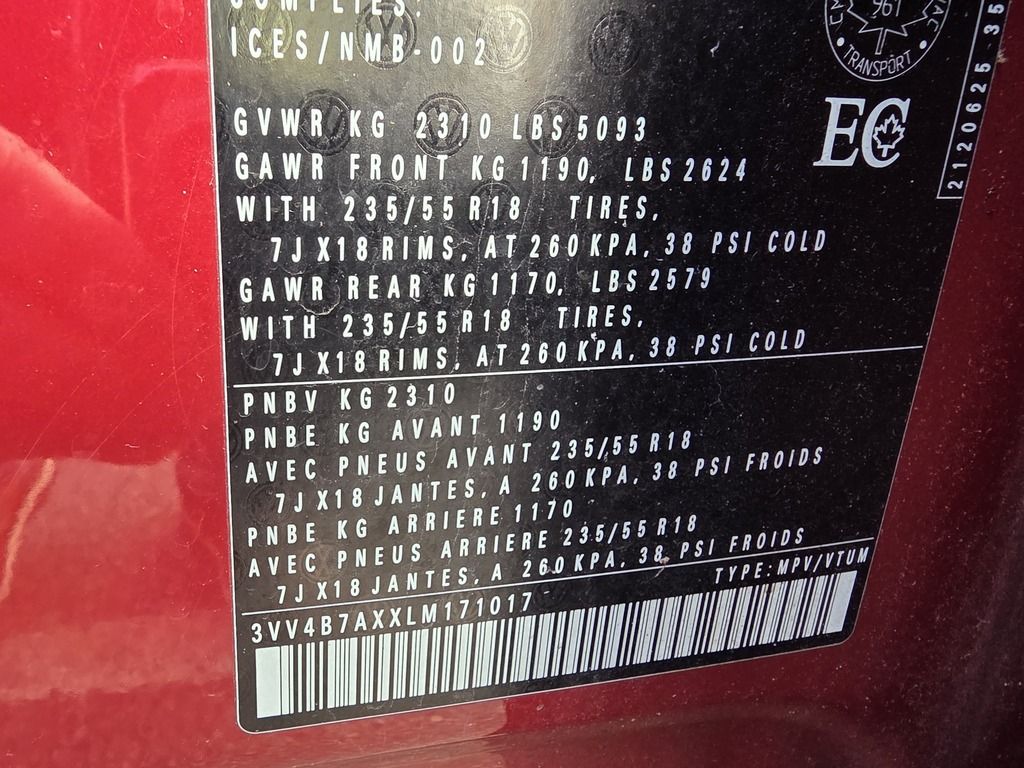 COMPLIES:
ICES/NMB-002
961
TRANSPORT
EC
2120625 35
GVWR KG 2310 LBS 5093
GAWR FRONT KG 1190, LBS 2624
WITH 235/55 R18 TIRES,
7J X18 RIMS, AT 260 KPA, 38 PSI COLD
GAWR REAR KG 1170, LBS 2579
WITH 235/55 R18 TIRES,
7J X18 RIMS, AT 260 KPA, 38 PSI COLD
PNBV KG 2310
PNBE KG AVANT 1190
AVEC PNEUS AVANT 235/55 R18
7J X18 JANTES, A 260 KPA, 38 PSI FROIDS
PNBE KG ARRIERE 1170
AVEC PNEUS ARRIERE 235/55 R18
7J X18 JANTES, A 260 KPA, 38 PSI FROIDS
TYPE: MPV/VTUM
3VV4B7AXXLM171017